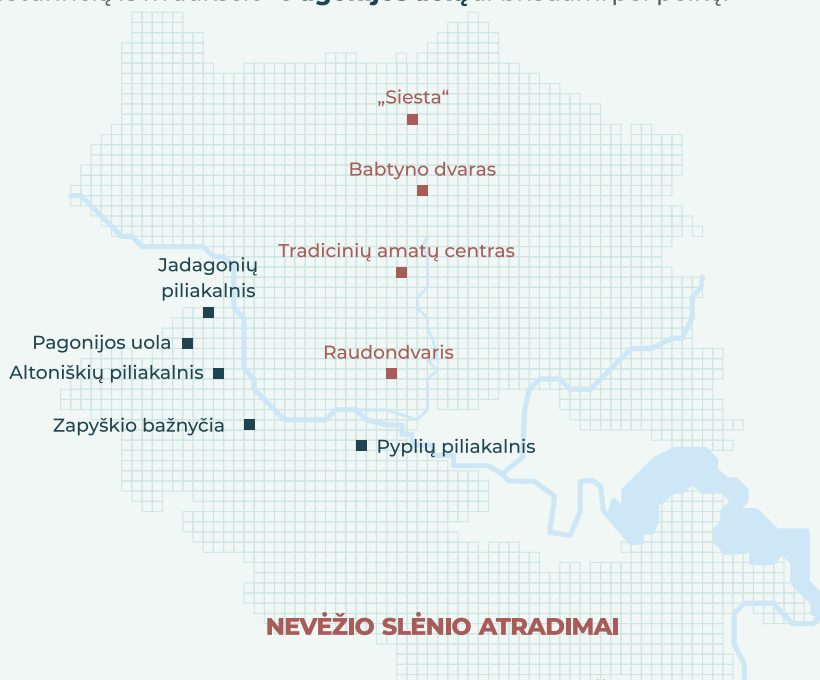 „Siesta“
Babtyno dvaras
Tradicinių amatų centras
Jadagonių
piliakalnis
Pagonijos uola
Raudondvaris
Altoniškių piliakalnis
Zapyškio bažnyčia
Pyplių piliakalnis
NEVĖŽIO SLĖNIO ATRADIMAI